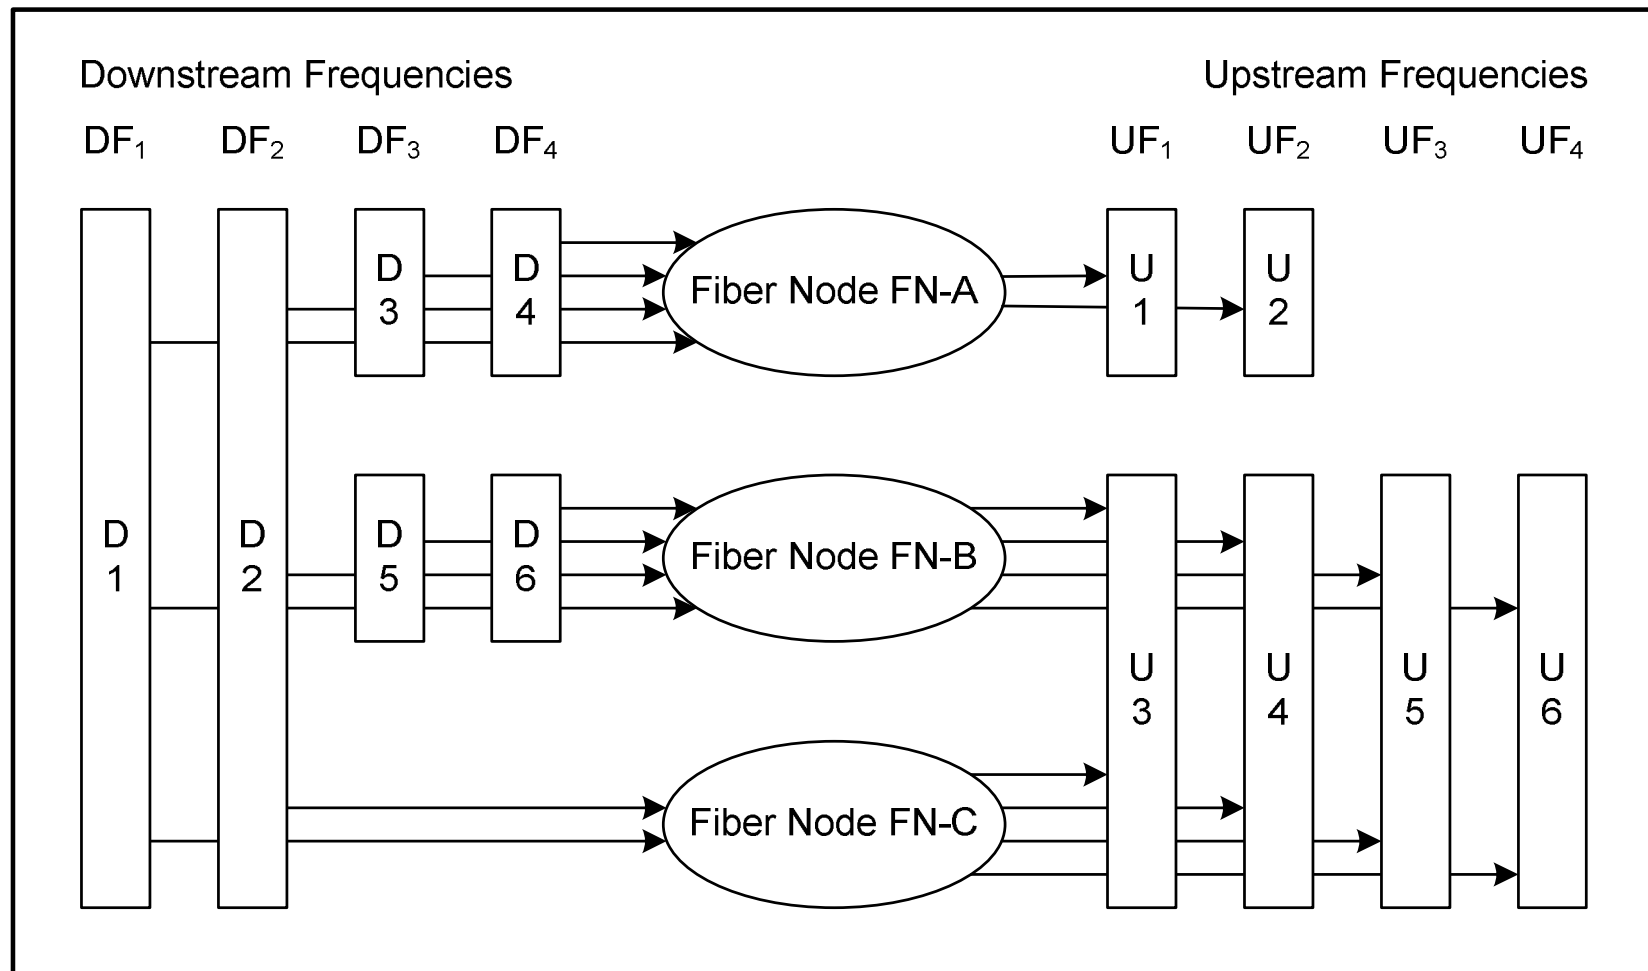 Downstream Frequencies
Upstream Frequencies
DF₁ DF₂ DF₃ DF₄
UF₁ UF₂ UF₃ UF₄
D
3
D
4
Fiber Node FN-A
U
1
U
2
D
1
D
2
D
5
D
6
Fiber Node FN-B
U
3
U
4
U
5
U
6
Fiber Node FN-C